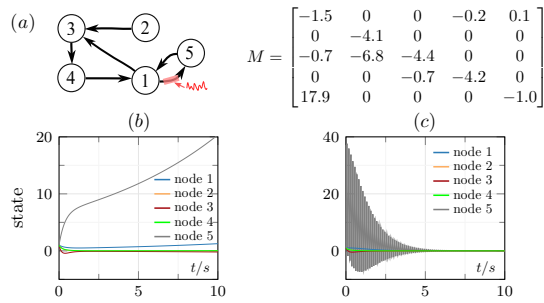 (a)
3
2
5
4
1
M =
−1.5 0 0 −0.2 0.1
0 −4.1 0 0 0
−0.7 −6.8 −4.4 0 0
0 0 −0.7 −4.2 0
17.9 0 0 0 −1.0
(b)
(c)
state
20
10
0
0 5 10
t/s
node 1
node 2
node 3
node 4
node 5
40
20
0
0 5 10
t/s
node 1
node 2
node 3
node 4
node 5